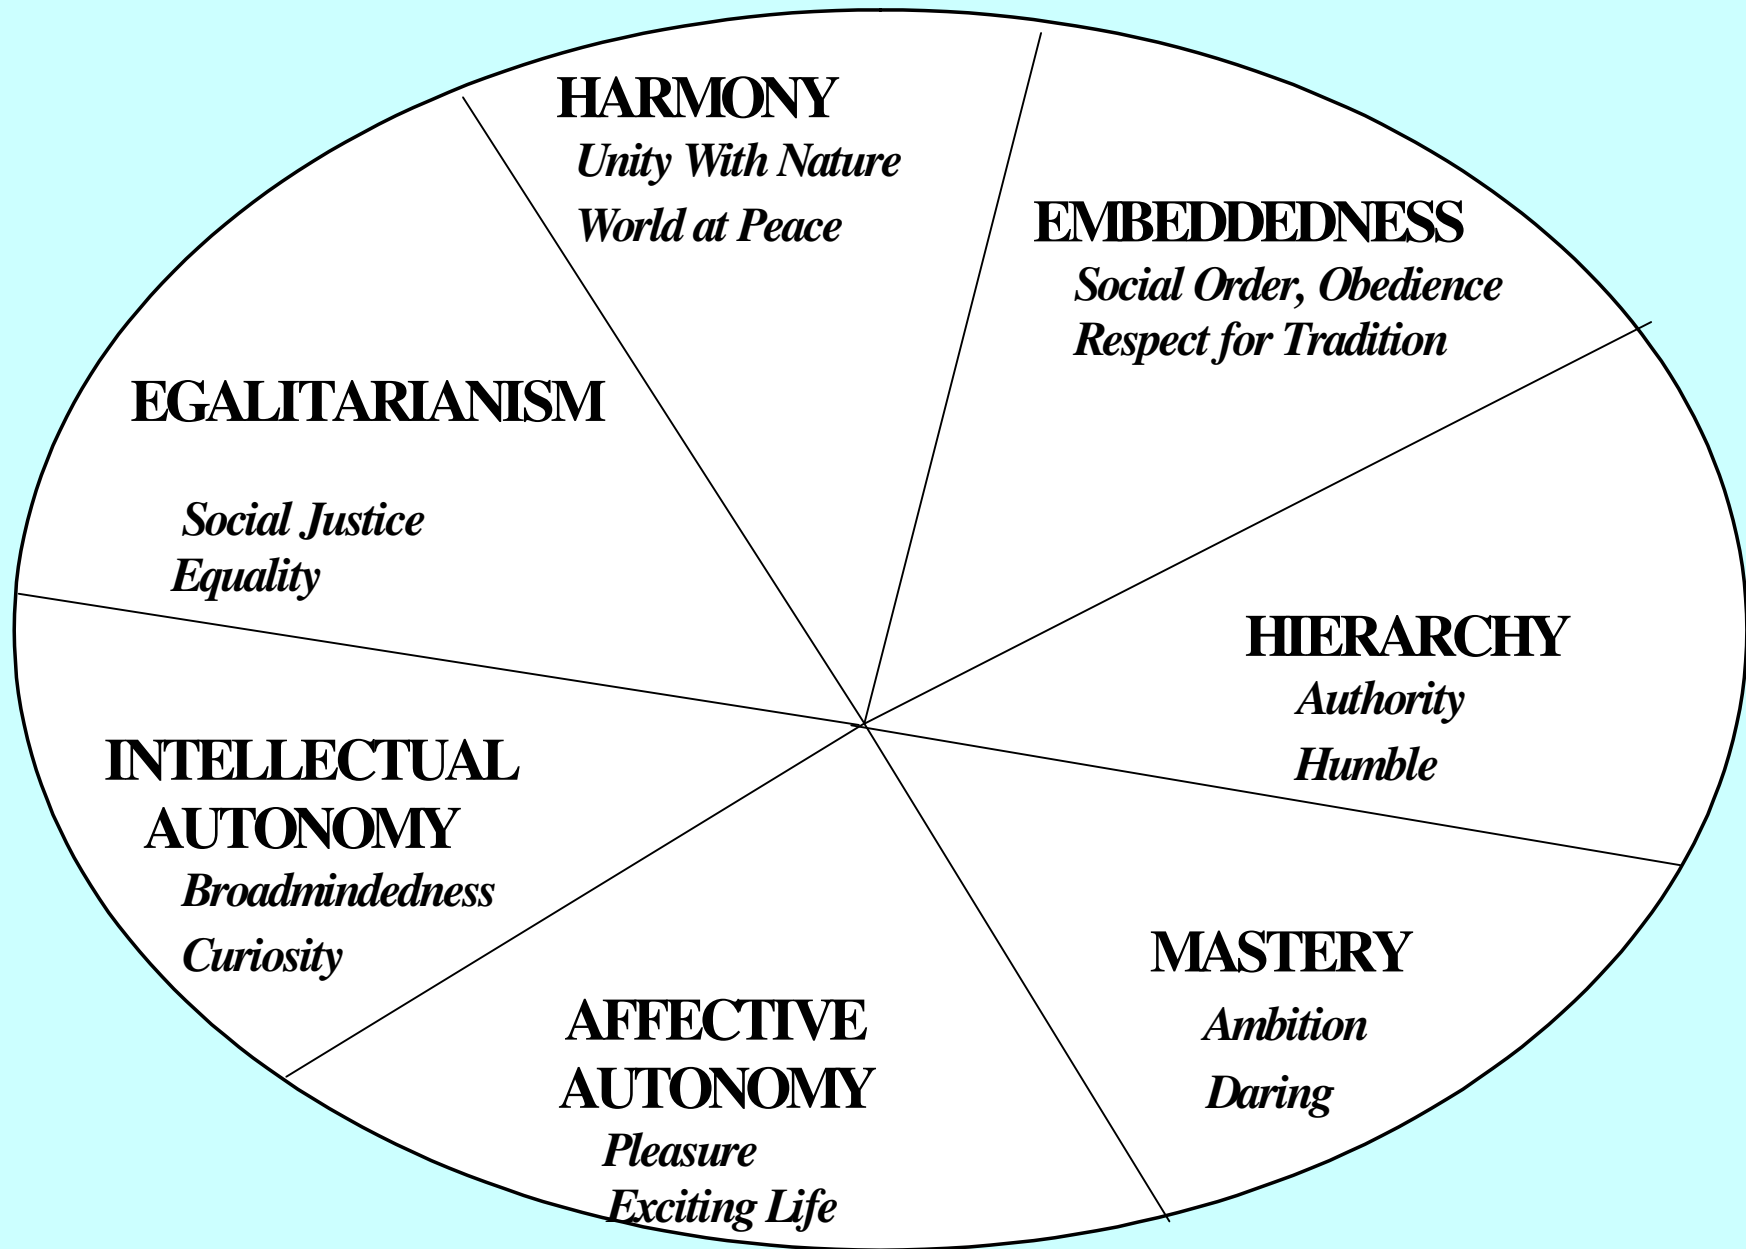 HARMONY
Unity With Nature
World at Peace
EMBEDDEDNESS
Social Order, Obedience
Respect for Tradition
EGALITARIANISM
Social Justice
Equality
HIERARCHY
Authority
Humble
INTELLECTUAL
AUTONOMY
Broadmindedness
Curiosity
MASTERY
Ambition
Daring
AFFECTIVE
AUTONOMY
Pleasure
Exciting Life